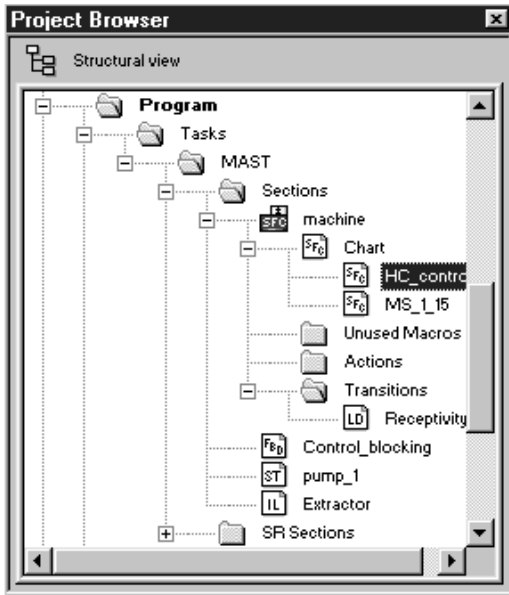 Project Browser
Structural view
Program
Tasks
MAST
Sections
SFC machine
SFC Chart
SFC HC_contro
SFC MS_1_15
Unused Macros
Actions
Transitions
LD Receptivity
FBD Control_blocking
ST pump_1
IL Extractor
SR Sections